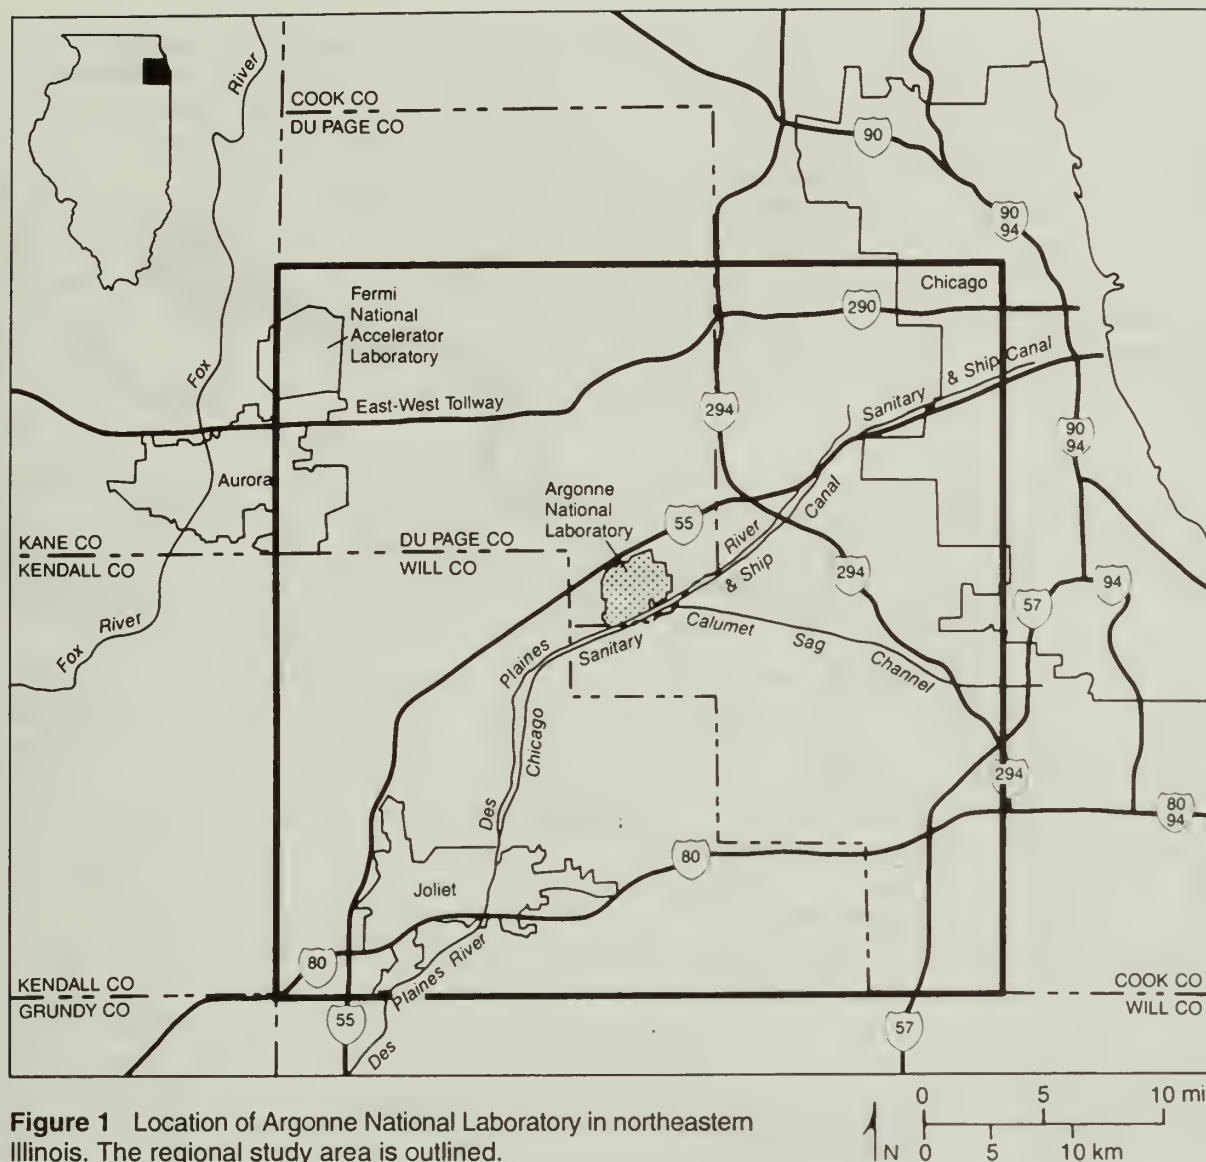 River
COOK CO
DU PAGE CO
90
90
94
Fermi
National
Accelerator
Laboratory
Chicago
290
Fox
East-West Tollway
294
Sanitary & Ship Canal
90
94
Aurora
Argonne
National
Laboratory
55
River
Canal
KANE CO
KENDALL CO
DU PAGE CO
WILL CO
& Ship
294
57
94
Fox River
Plaines
Sanitary
Calumet Sag Channel
Chicago
Des
294
80
94
80
Joliet
80
Plaines River
KENDALL CO
GRUNDY CO
COOK CO
WILL CO
55
57
Des
Figure 1 Location of Argonne National Laboratory in northeastern
Illinois. The regional study area is outlined.
N
0 5 10 mi
0 5 10 km